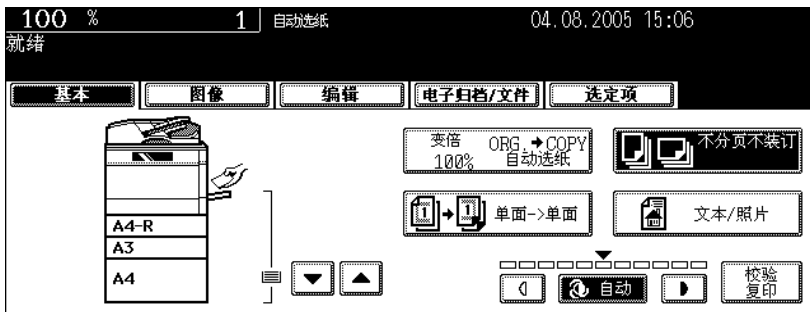 100 % 1 自动选纸 04.08.2005 15:06
就绪
基本 图像 编辑 电子归档/文件 选定项
变倍 100% ORG.➔COPY 自动选纸
不分页不装订
1➔1 单面->单面
文本/照片
A4-R
A3
A4
自动
校验
复印